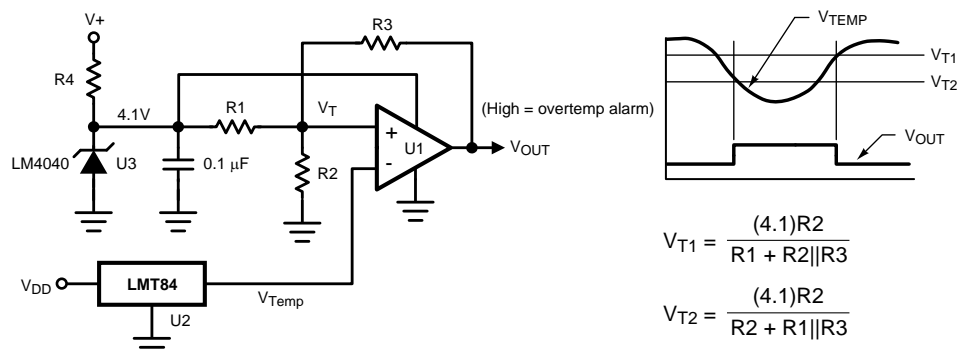 V+
R3
R4
4.1V
R1
VT
U1
+
-
(High = overtemp alarm)
VOUT
LM4040
U3
0.1 µF
R2
VDD
LMT84
VTemp
U2
VTEMP
VT1
VT2
VOUT
VT1 = (4.1)R2 / R1 + R2||R3
VT2 = (4.1)R2 / R2 + R1||R3